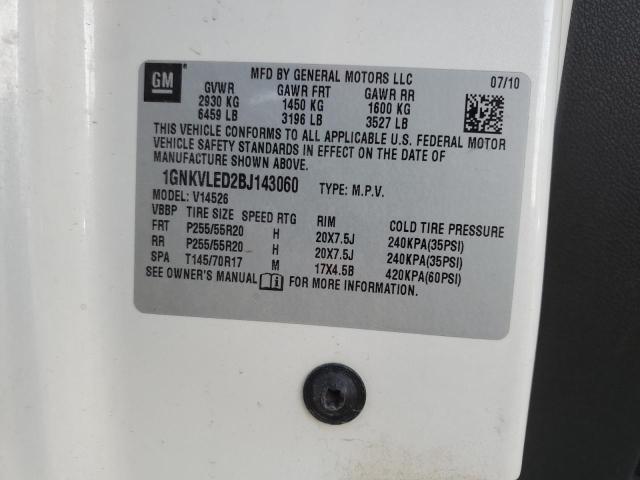 GM
MFD BY GENERAL MOTORS LLC 07/10
GVWR GAWR FRT GAWR RR
2930 KG 1450 KG 1600 KG
6459 LB 3196 LB 3527 LB
THIS VEHICLE CONFORMS TO ALL APPLICABLE U.S. FEDERAL MOTOR
VEHICLE SAFETY STANDARDS IN EFFECT ON THE DATE OF
MANUFACTURE SHOWN ABOVE.
1GNKVLED2BJ143060 TYPE: M.P.V.
MODEL: V14526
VBBP TIRE SIZE SPEED RTG RIM COLD TIRE PRESSURE
FRT P255/55R20 H 20X7.5J 240KPA(35PSI)
RR P255/55R20 H 20X7.5J 240KPA(35PSI)
SPA T145/70R17 M 17X4.5B 420KPA(60PSI)
SEE OWNER'S MANUAL i FOR MORE INFORMATION.